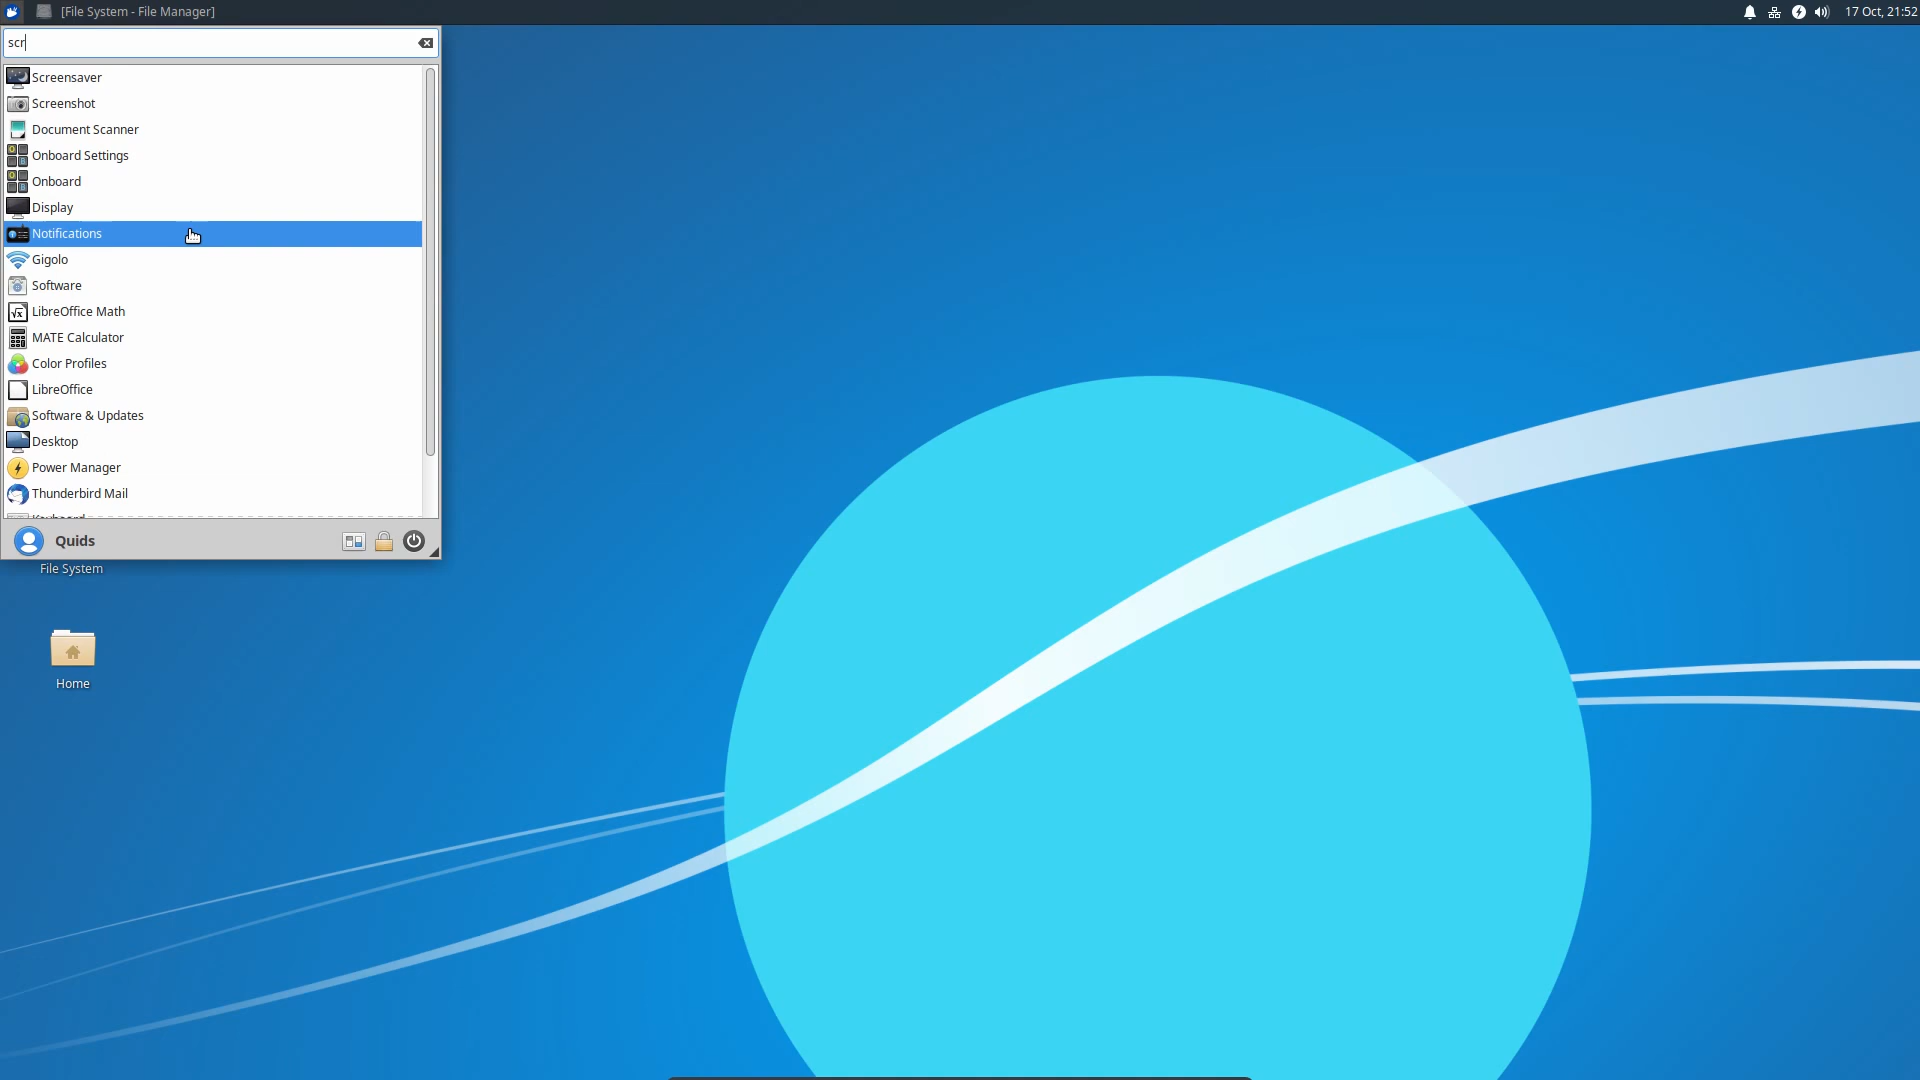 [File System - File Manager]
17 Oct, 21:52
scr
Screensaver
Screenshot
Document Scanner
Onboard Settings
Onboard
Display
Notifications
Gigolo
Software
LibreOffice Math
MATE Calculator
Color Profiles
LibreOffice
Software & Updates
Desktop
Power Manager
Thunderbird Mail
Keyboard
Quids
File System
Home